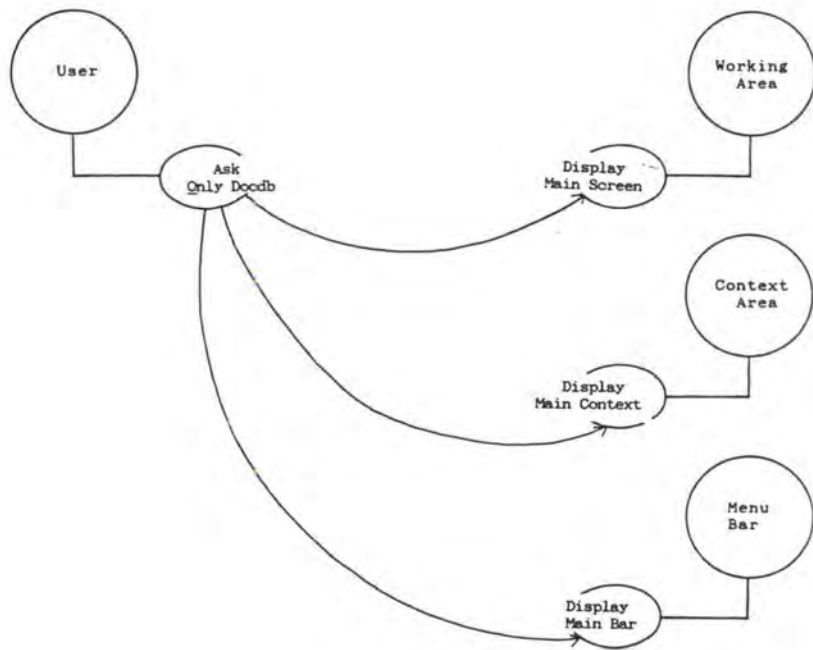 User
Working
Area
Ask
Only Docdb
Display
Main Screen
Context
Area
Display
Main Context
Menu
Bar
Display
Main Bar